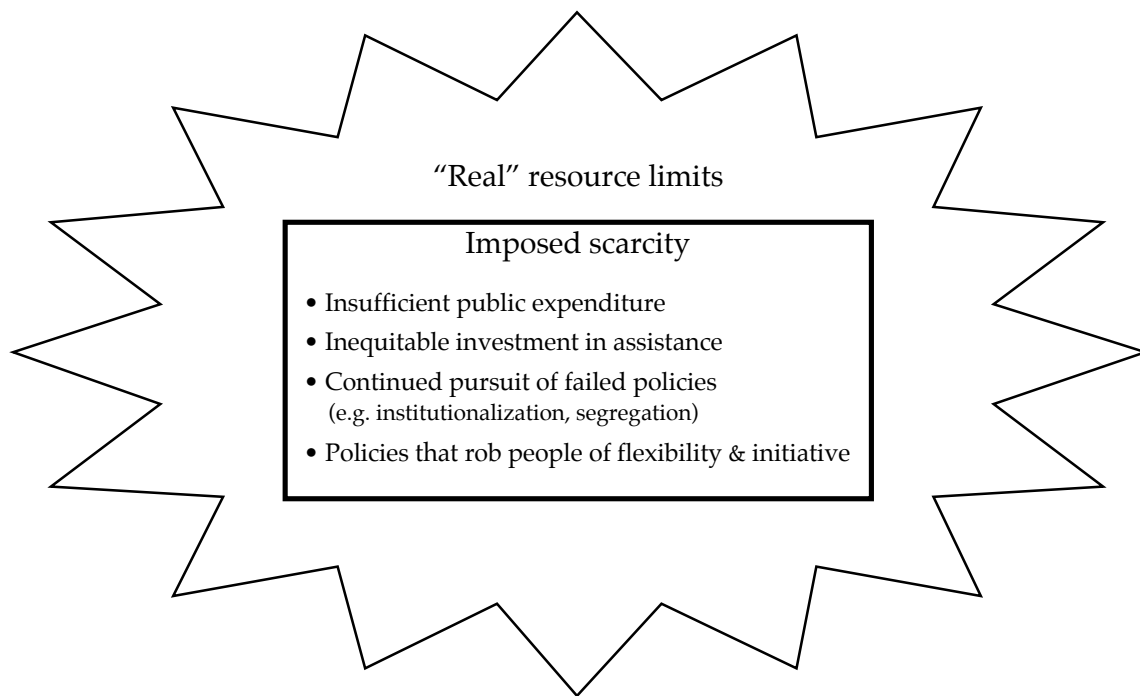 “Real” resource limits
Imposed scarcity
• Insufficient public expenditure
• Inequitable investment in assistance
• Continued pursuit of failed policies
(e.g. institutionalization, segregation)
• Policies that rob people of flexibility & initiative